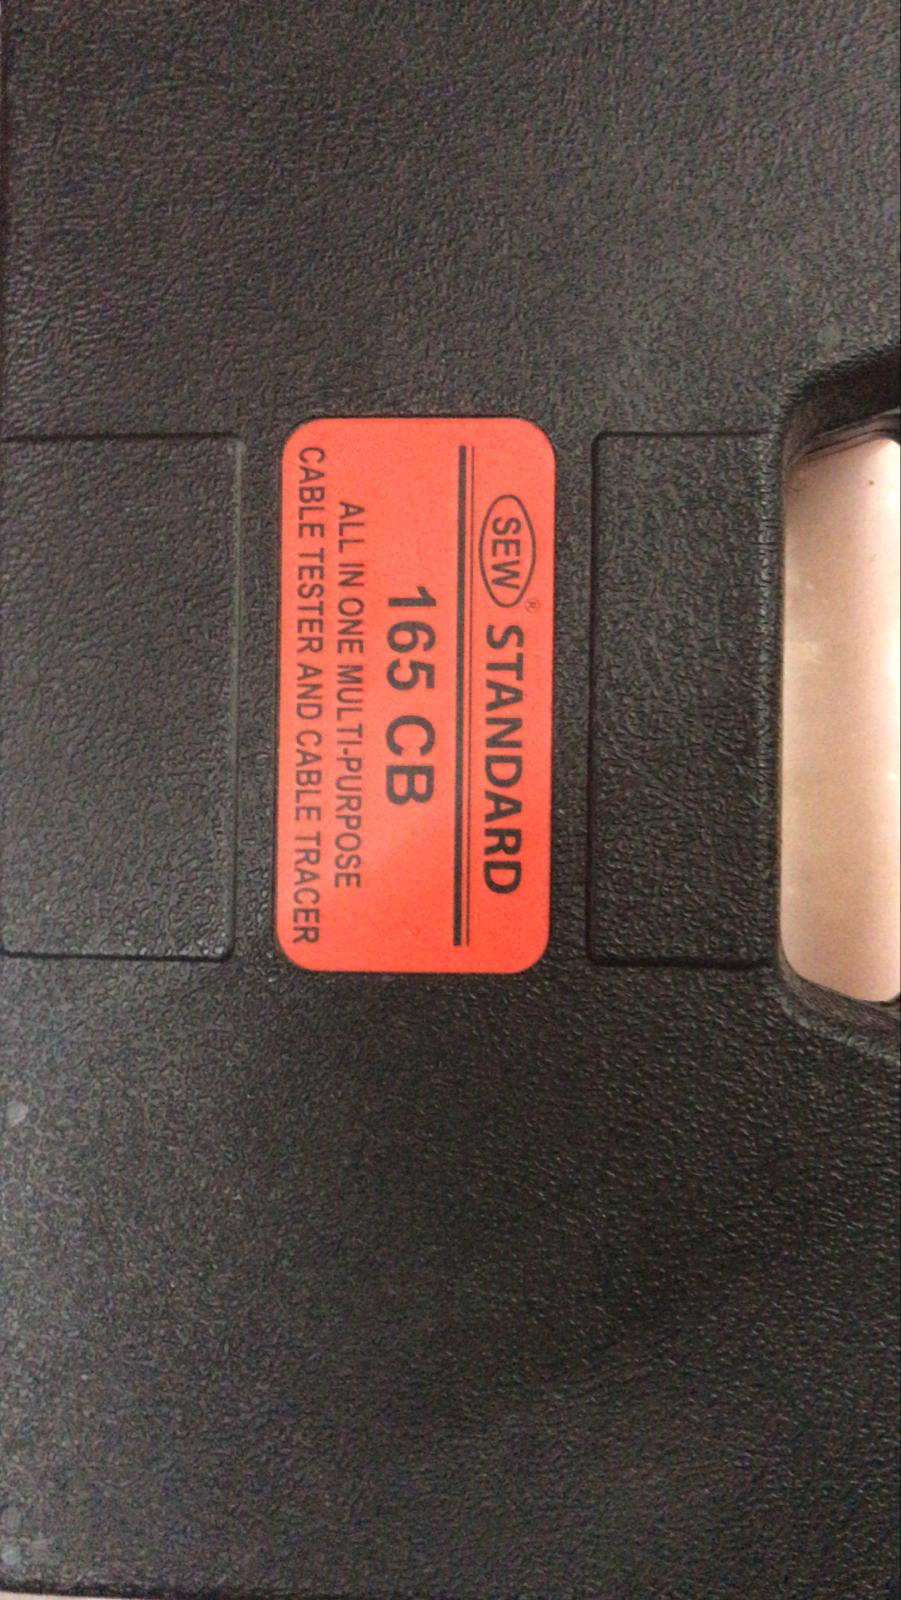 SEW® STANDARD
165 CB
ALL IN ONE MULTI-PURPOSE
CABLE TESTER AND CABLE TRACER